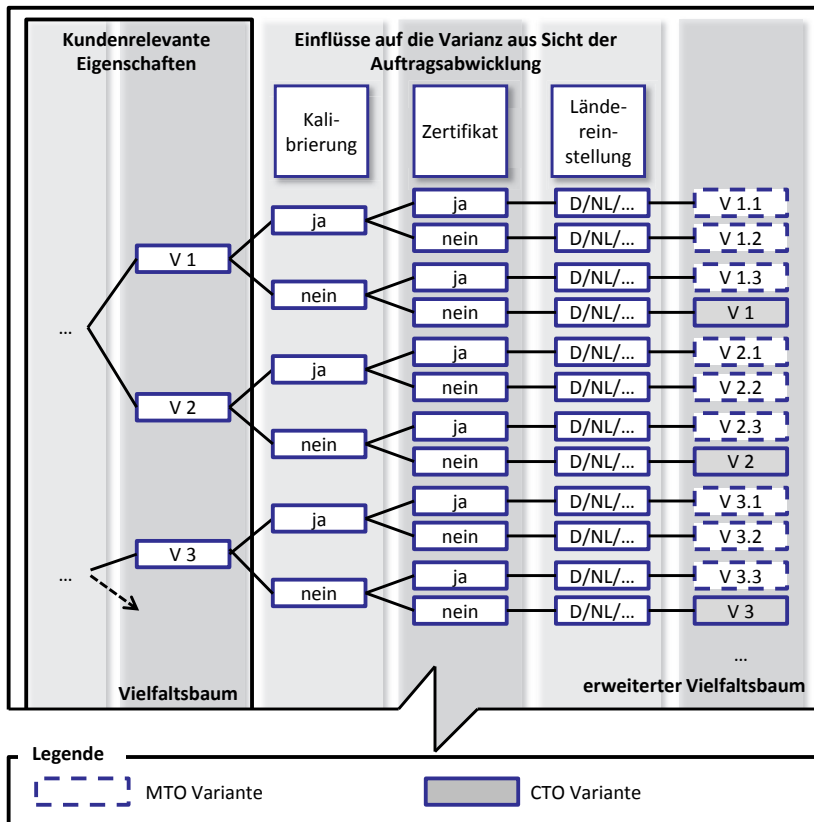 Kundenrelevante
Eigenschaften
Einflüsse auf die Varianz aus Sicht der
Auftragsabwicklung
Kali-
brierung
Zertifikat
Lände-
rein-
stellung
ja
D/NL/...
V 1.1
ja
nein
D/NL/...
V 1.2
V 1
ja
D/NL/...
V 1.3
nein
nein
D/NL/...
V 1
...
ja
D/NL/...
V 2.1
ja
nein
D/NL/...
V 2.2
V 2
ja
D/NL/...
V 2.3
nein
nein
D/NL/...
V 2
ja
D/NL/...
V 3.1
ja
nein
D/NL/...
V 3.2
V 3
...
ja
D/NL/...
V 3.3
nein
nein
D/NL/...
V 3
...
Vielfaltsbaum
erweiterter Vielfaltsbaum
Legende
MTO Variante
CTO Variante